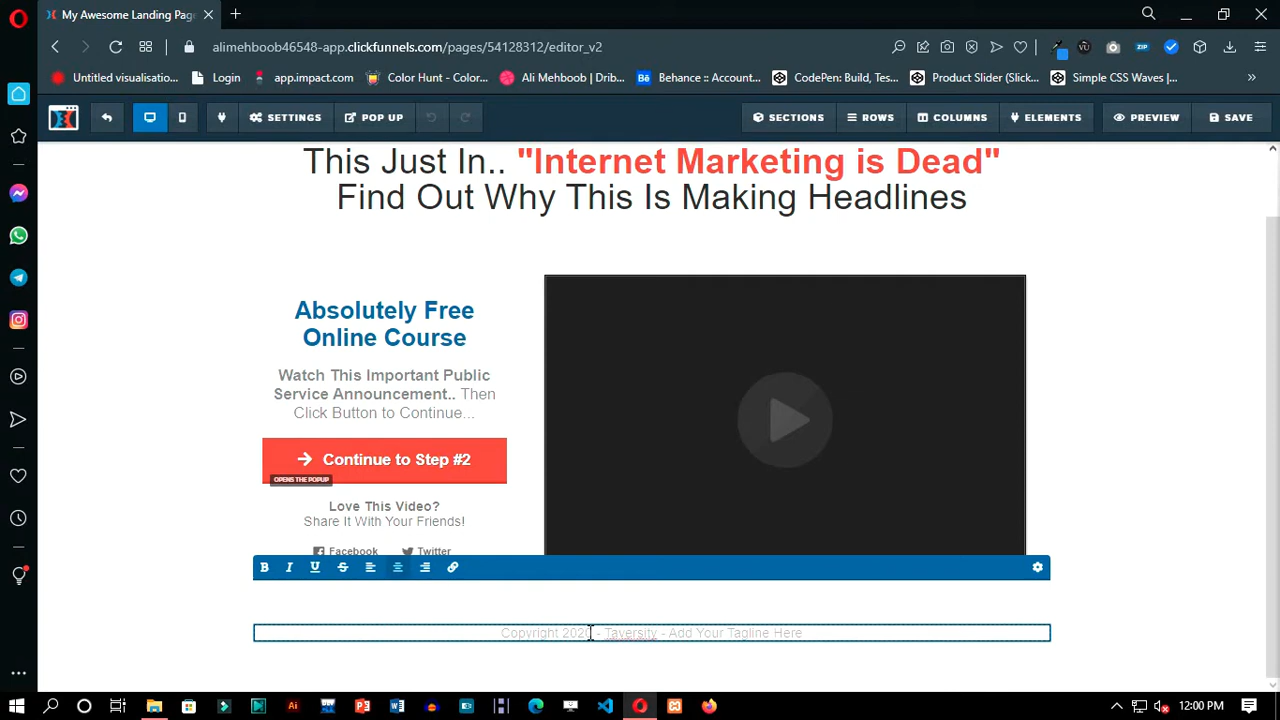 My Awesome Landing Pag
alimehboob46548-app.clickfunnels.com/pages/54128312/editor_v2
Untitled visualisatio...
Login
app.impact.com
Color Hunt - Color...
Ali Mehboob | Drib...
Bē
Behance :: Account...
CodePen: Build, Tes...
Product Slider (Slick...
Simple CSS Waves |...
VU
ZIP
SETTINGS
POP UP
SECTIONS
ROWS
COLUMNS
ELEMENTS
PREVIEW
SAVE
This Just In.. "Internet Marketing is Dead"
Find Out Why This Is Making Headlines
Absolutely Free
Online Course
Watch This Important Public
Service Announcement.. Then
Click Button to Continue...
Continue to Step #2
OPENS THE POPUP
Love This Video?
Share It With Your Friends!
Facebook
Twitter
B I U S
Copyright 2020 - Taversity - Add Your Tagline Here
Ai
12:00 PM